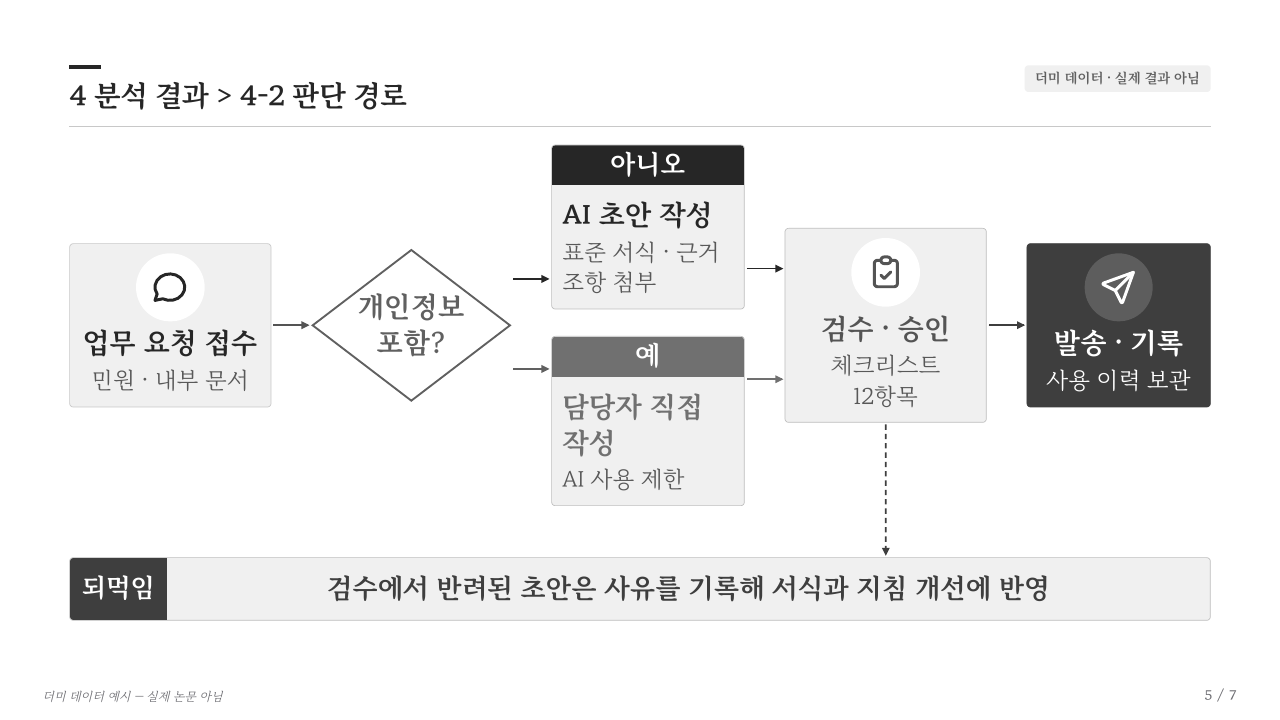 4 분석 결과 > 4-2 판단 경로
더미 데이터 · 실제 결과 아님
업무 요청 접수
민원 · 내부 문서
개인정보
포함?
아니오
AI 초안 작성
표준 서식 · 근거
조항 첨부
예
담당자 직접
작성
AI 사용 제한
검수 · 승인
체크리스트
12항목
발송 · 기록
사용 이력 보관
되먹임
검수에서 반려된 초안은 사유를 기록해 서식과 지침 개선에 반영
더미 데이터 예시 – 실제 논문 아님
5 / 7